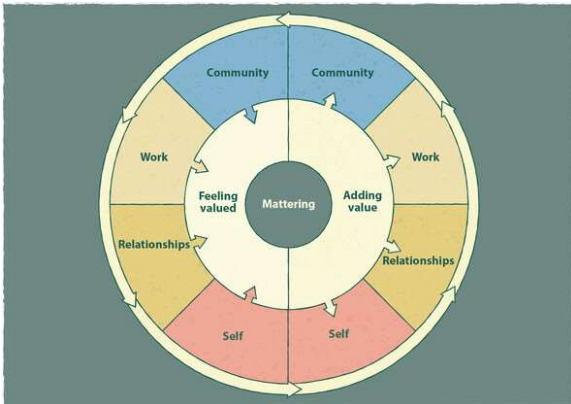 Community
Community
Work
Work
Feeling
valued
Mattering
Adding
value
Relationships
Relationships
Self
Self